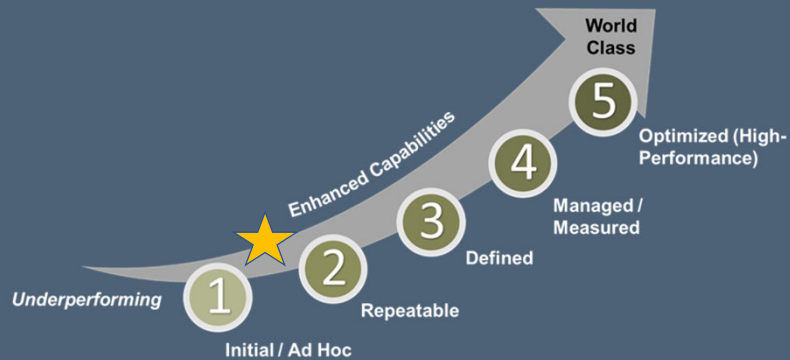 World
Class
5
Optimized (High-
Performance)
Enhanced Capabilities
4
Managed /
Measured
3
Defined
2
Repeatable
Underperforming
1
Initial / Ad Hoc